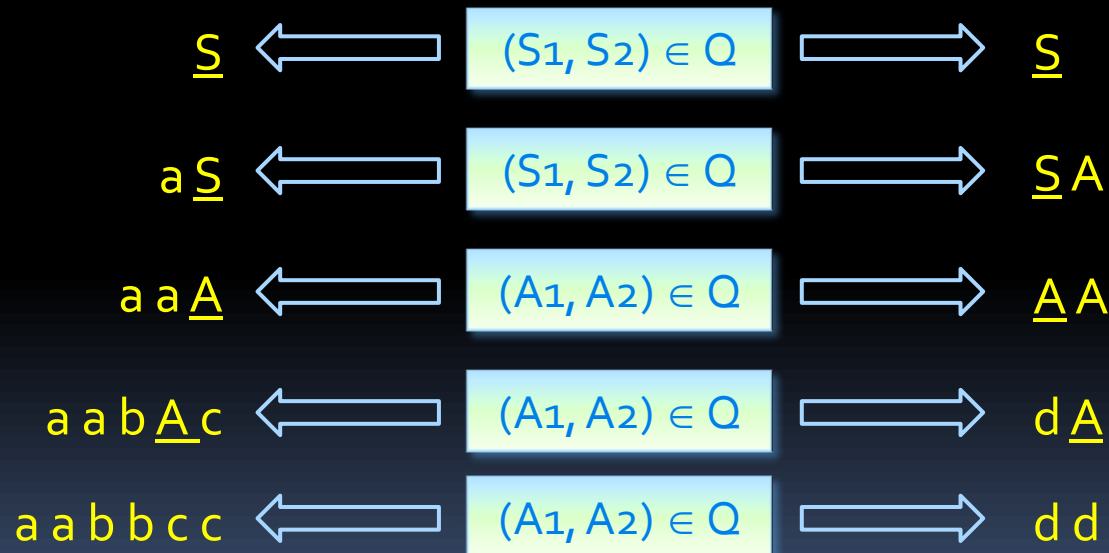 S (S1, S2) ∈ Q S
a S (S1, S2) ∈ Q S A
a a A (A1, A2) ∈ Q A A
a a b A c (A1, A2) ∈ Q d A
a a b b c c (A1, A2) ∈ Q d d